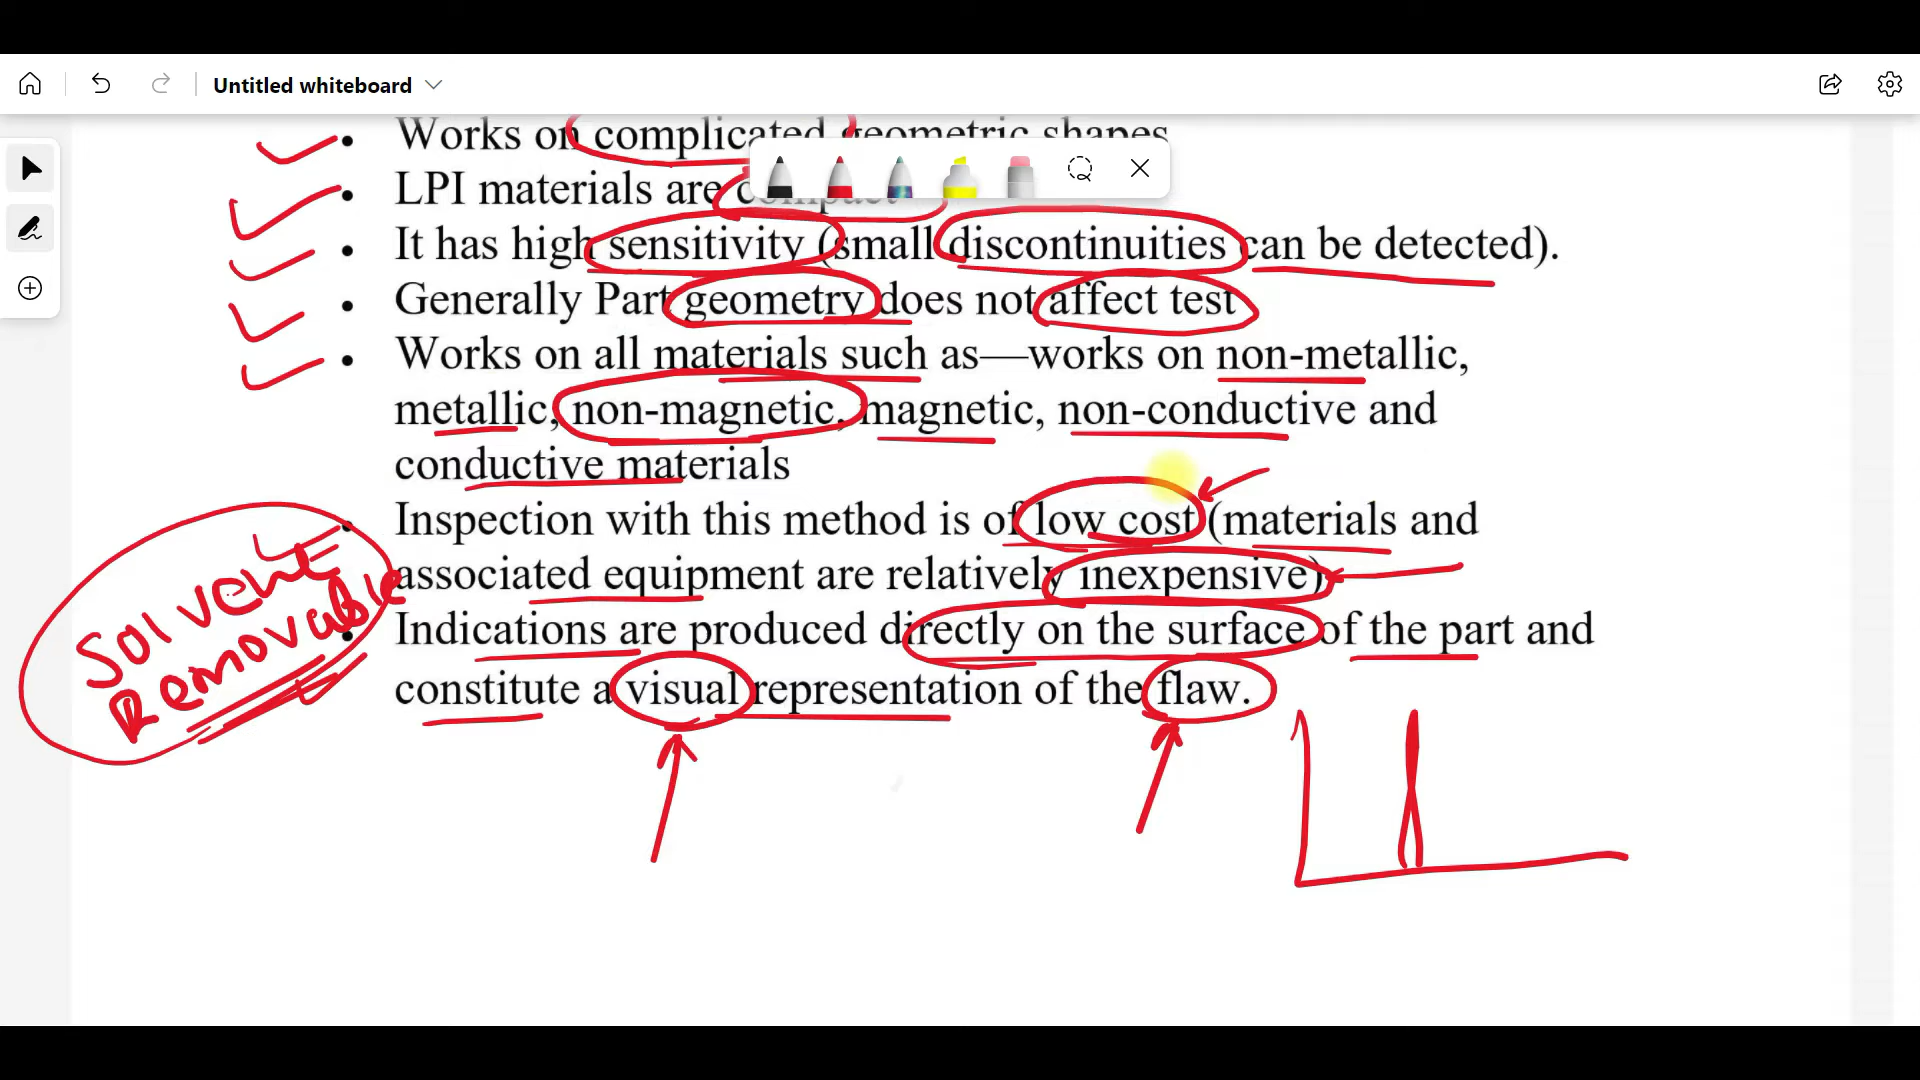 Untitled whiteboard
• Works on complicated geometric shapes
• LPI materials are compact
• It has high sensitivity (small discontinuities can be detected).
• Generally Part geometry does not affect test
• Works on all materials such as—works on non-metallic,
metallic, non-magnetic, magnetic, non-conductive and
conductive materials
• Inspection with this method is of low cost (materials and
associated equipment are relatively inexpensive)
• Indications are produced directly on the surface of the part and
constitute a visual representation of the flaw.
Solvent
Removable